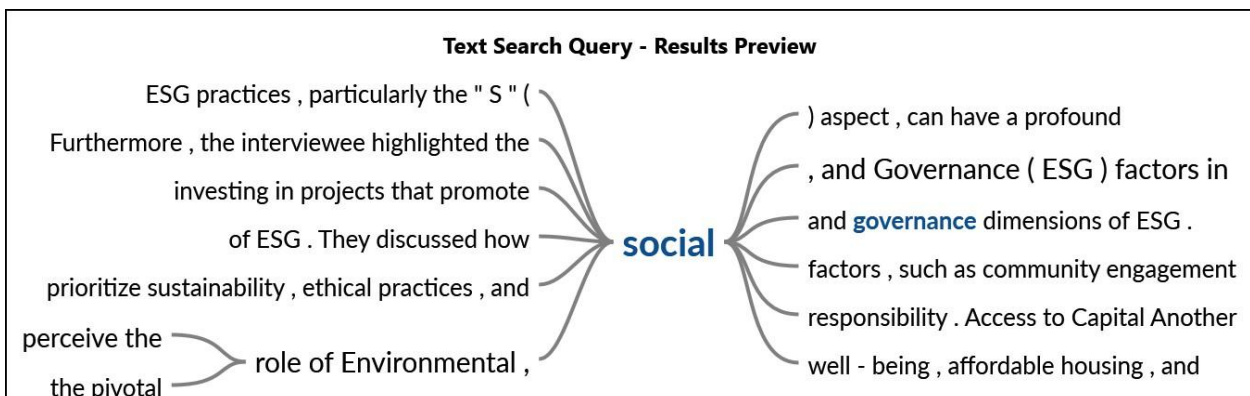 Text Search Query - Results Preview
ESG practices , particularly the " S " (
Furthermore , the interviewee highlighted the
investing in projects that promote
of ESG . They discussed how
prioritize sustainability , ethical practices , and
perceive the
the pivotal
role of Environmental ,
social
) aspect , can have a profound
, and Governance ( ESG ) factors in
and governance dimensions of ESG .
factors , such as community engagement
responsibility . Access to Capital Another
well - being , affordable housing , and